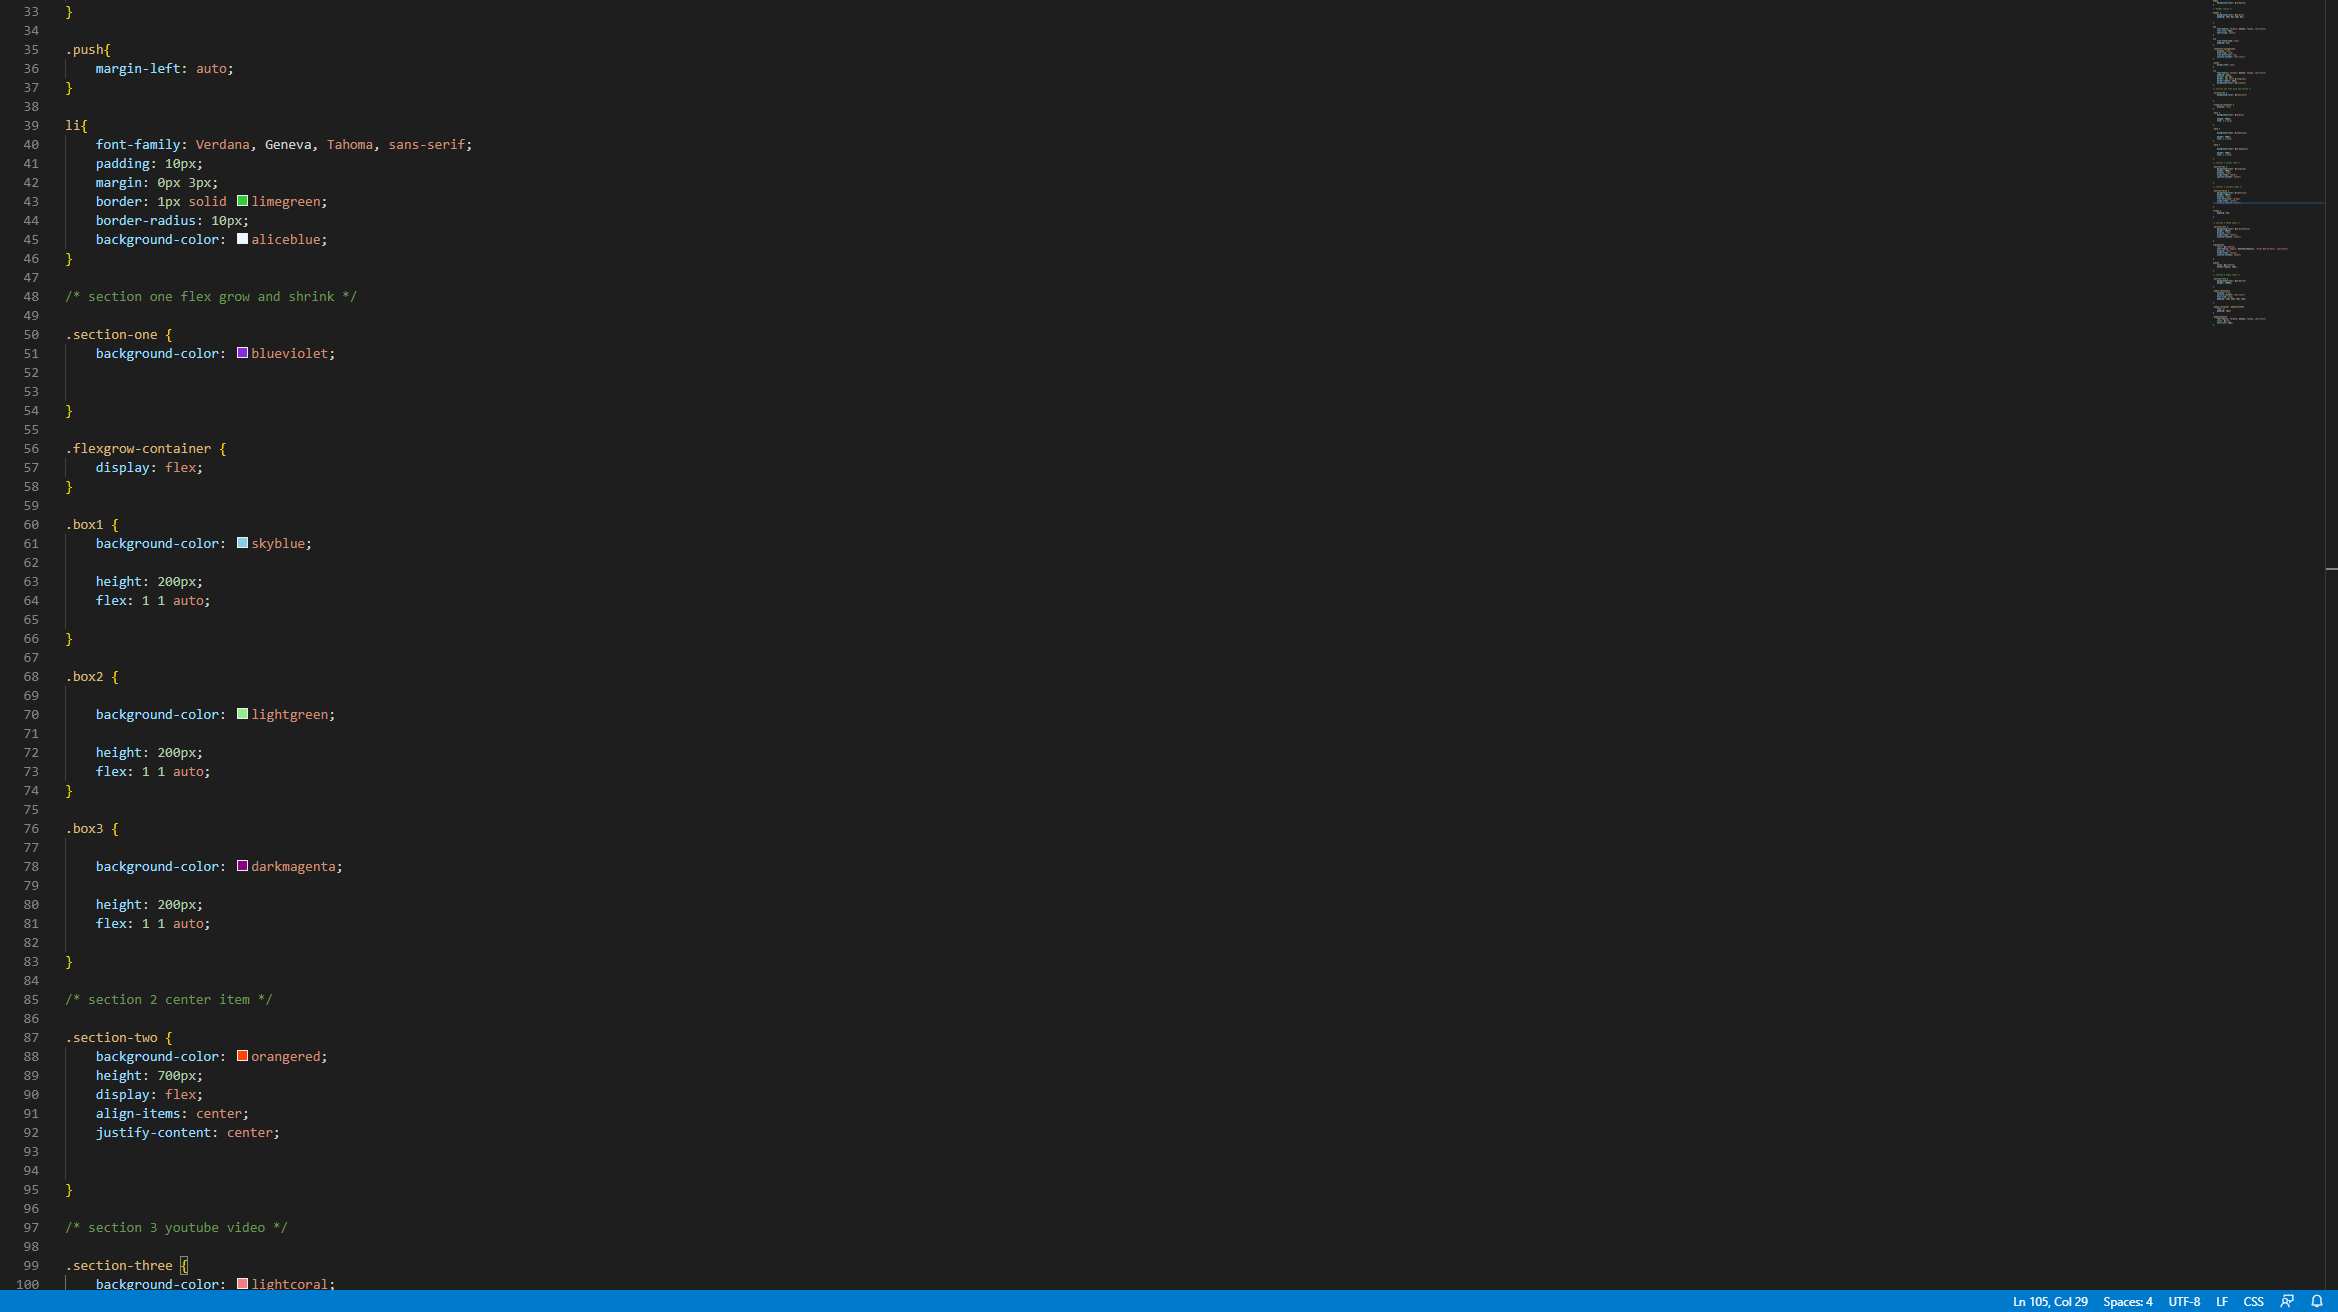 33 }
34
35 .push{
36 margin-left: auto;
37 }
38
39 li{
40 font-family: Verdana, Geneva, Tahoma, sans-serif;
41 padding: 10px;
42 margin: 0px 3px;
43 border: 1px solid limegreen;
44 border-radius: 10px;
45 background-color: aliceblue;
46 }
47
48 /* section one flex grow and shrink */
49
50 .section-one {
51 background-color: blueviolet;
52
53
54 }
55
56 .flexgrow-container {
57 display: flex;
58 }
59
60 .box1 {
61 background-color: skyblue;
62
63 height: 200px;
64 flex: 1 1 auto;
65
66 }
67
68 .box2 {
69
70 background-color: lightgreen;
71
72 height: 200px;
73 flex: 1 1 auto;
74 }
75
76 .box3 {
77
78 background-color: darkmagenta;
79
80 height: 200px;
81 flex: 1 1 auto;
82
83 }
84
85 /* section 2 center item */
86
87 .section-two {
88 background-color: orangered;
89 height: 700px;
90 display: flex;
91 align-items: center;
92 justify-content: center;
93
94
95 }
96
97 /* section 3 youtube video */
98
99 .section-three {
100 background-color: lightcoral;
Ln 105, Col 29 Spaces: 4 UTF-8 LF CSS